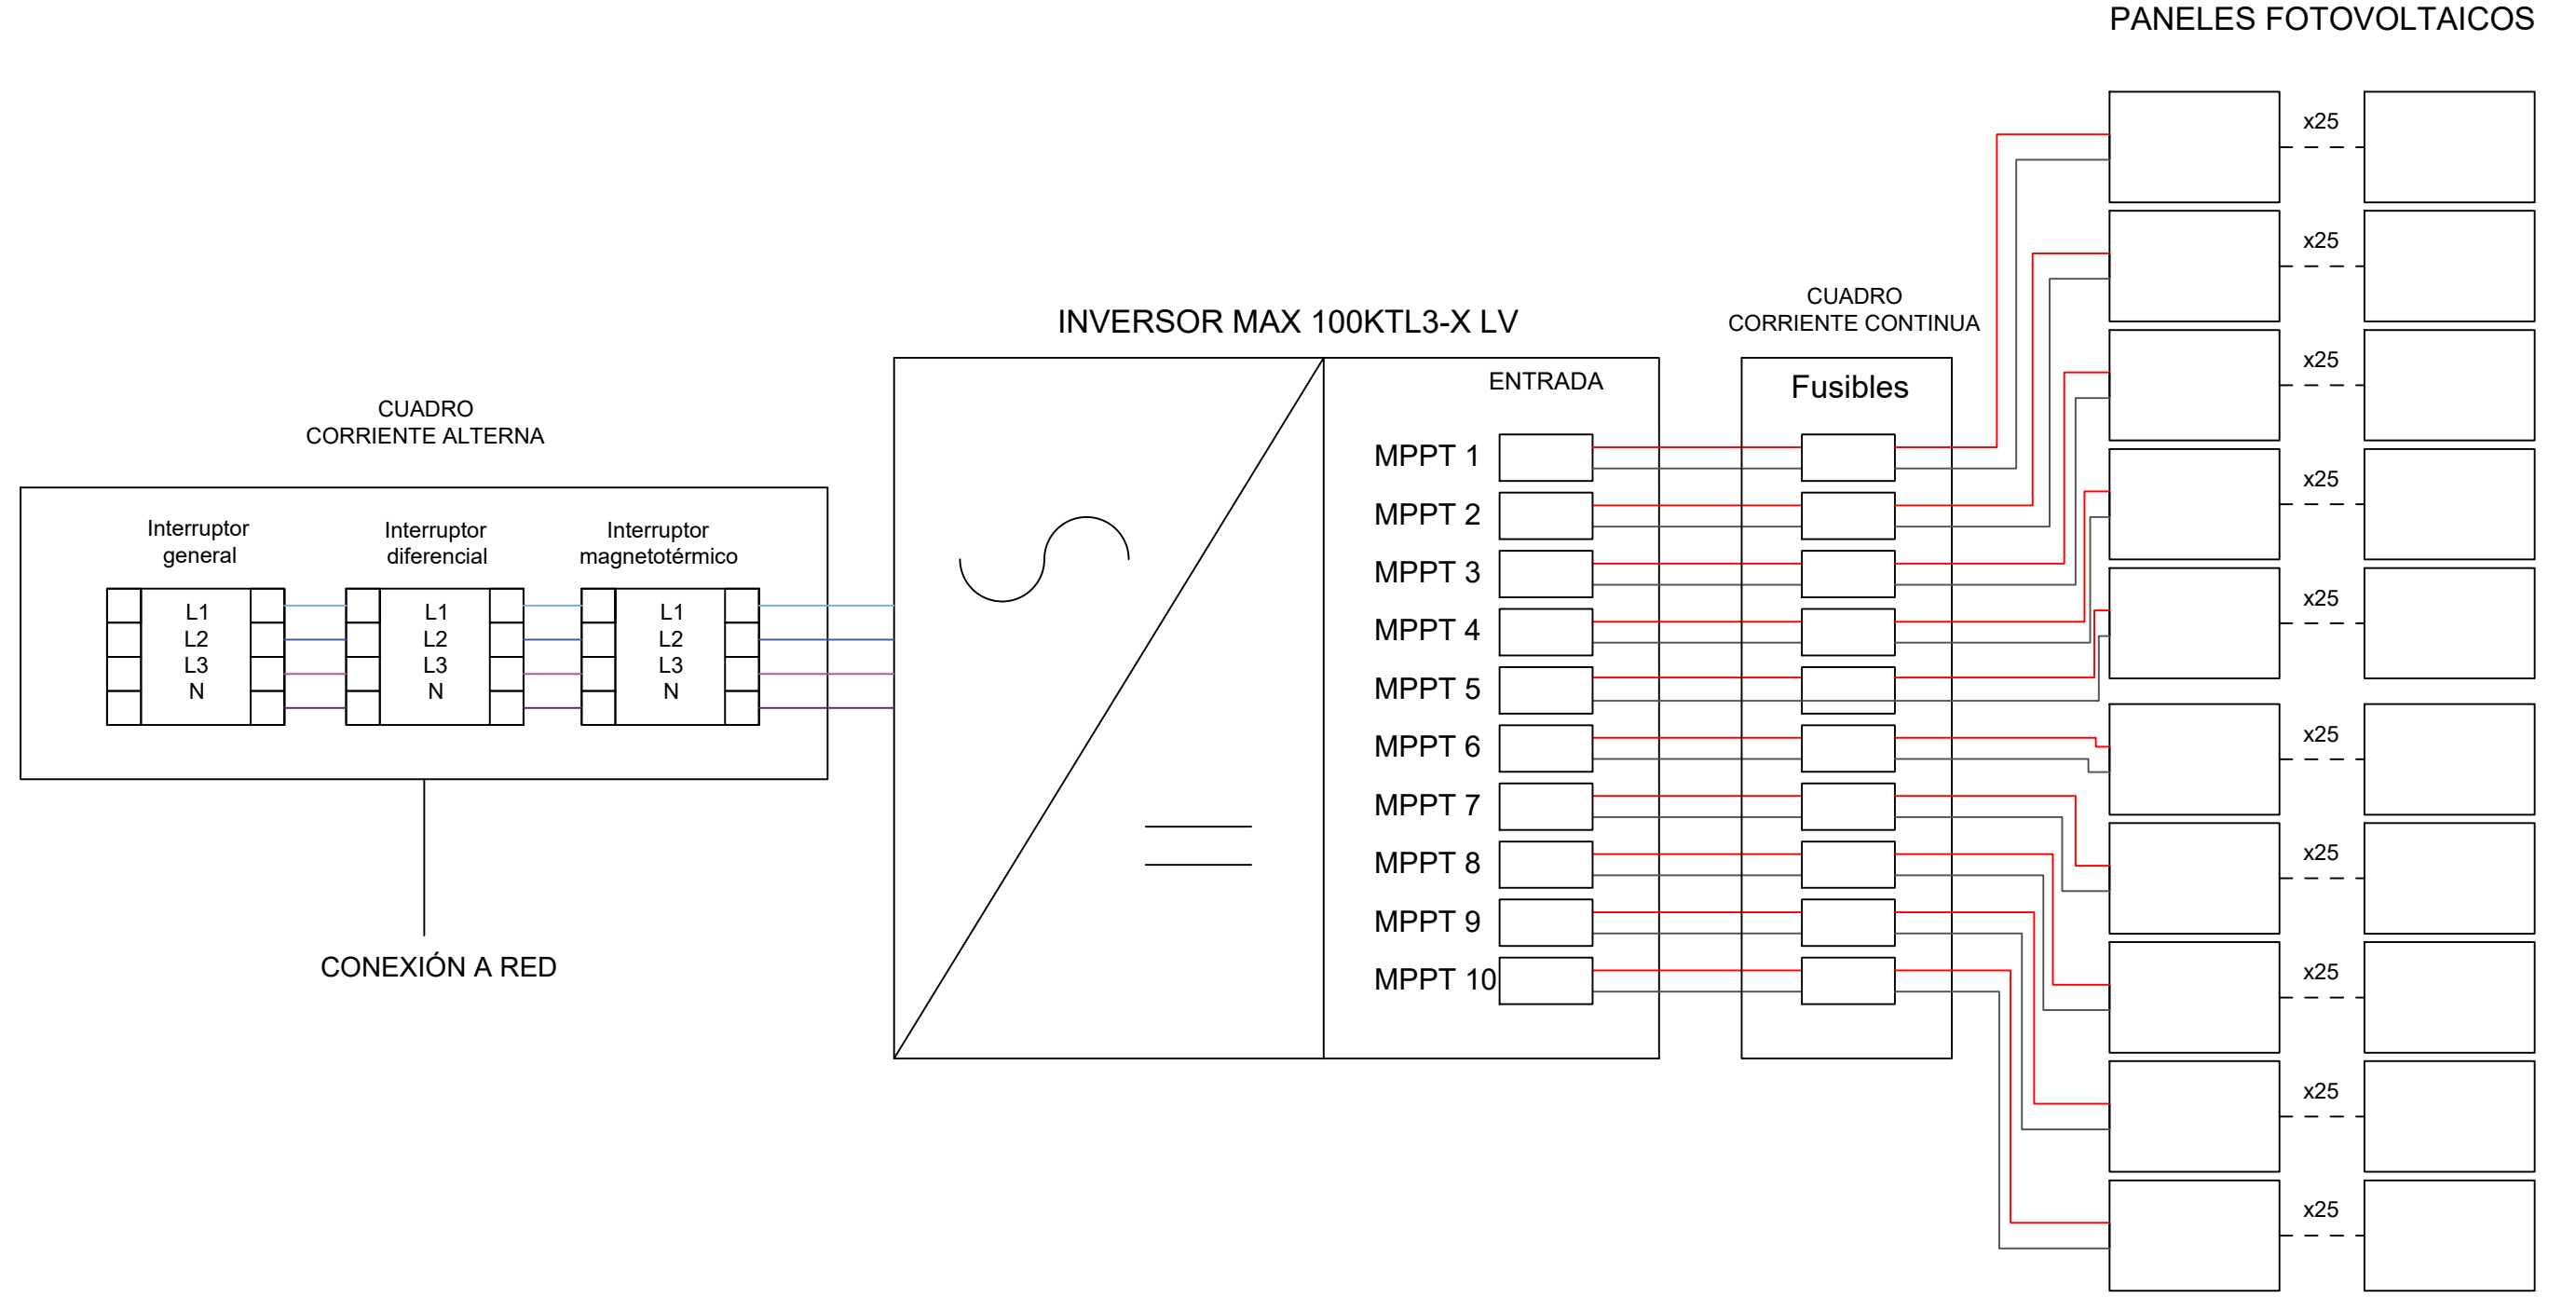 PANELES FOTOVOLTAICOS
x25
x25
x25
x25
x25
x25
x25
x25
x25
x25
CUADRO
CORRIENTE CONTINUA
Fusibles
INVERSOR MAX 100KTL3-X LV
ENTRADA
MPPT 1
MPPT 2
MPPT 3
MPPT 4
MPPT 5
MPPT 6
MPPT 7
MPPT 8
MPPT 9
MPPT 10
CUADRO
CORRIENTE ALTERNA
Interruptor
general
L1
L2
L3
N
Interruptor
diferencial
L1
L2
L3
N
Interruptor
magnetotérmico
L1
L2
L3
N
CONEXIÓN A RED